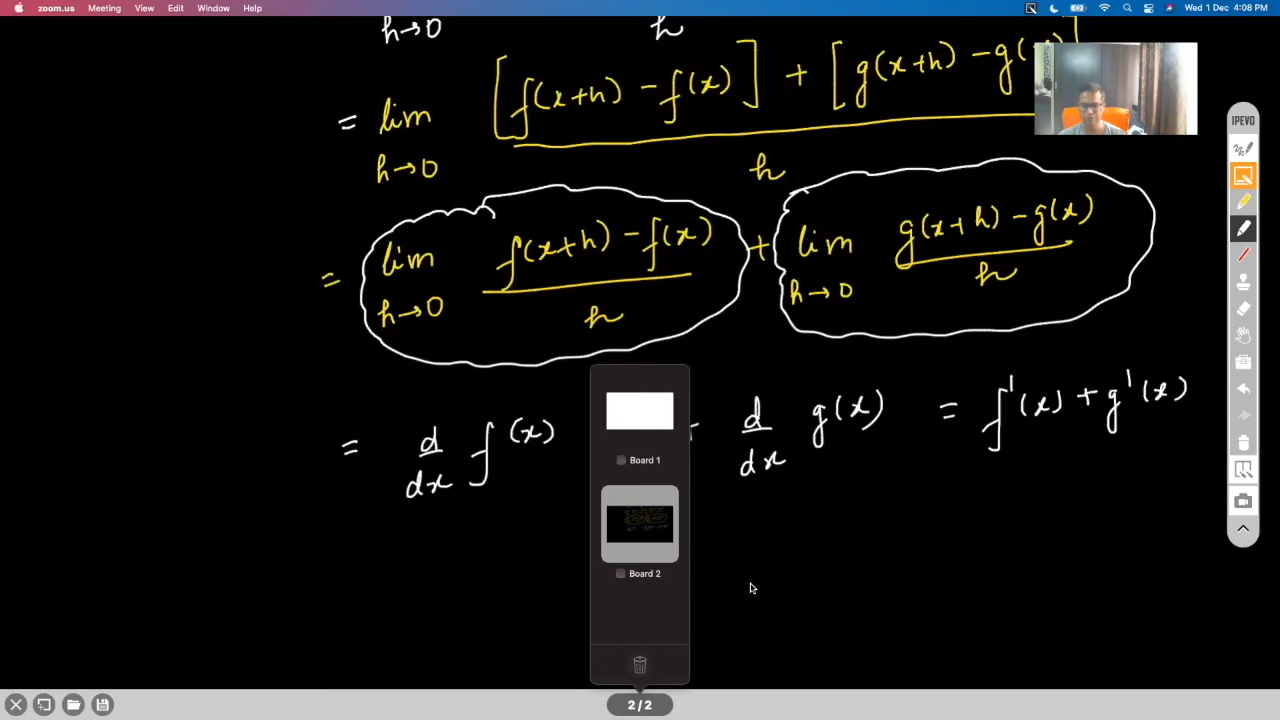 zoom.us Meeting View Edit Window Help Wed 1 Dec 4:08 PM
h→0 h
= lim [f(x+h) - f(x)] + [g(x+h) - g(
h→0 h
IPEVO
= lim f(x+h) - f(x) + lim g(x+h) - g(x)
h→0 h h→0 h
= d/dx f(x) + d/dx g(x) = f'(x) + g'(x)
Board 1
Board 2
2/2